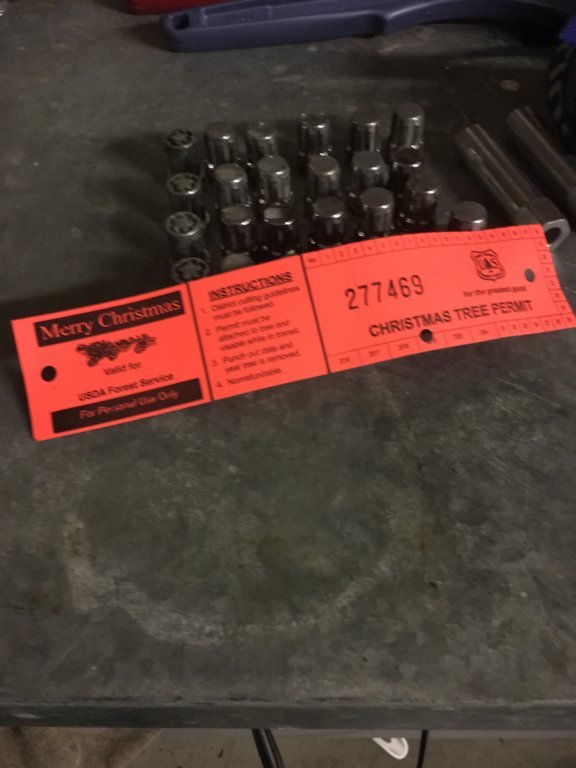 Merry Christmas
Valid for
USDA Forest Service
For Personal Use Only
INSTRUCTIONS
1. District cutting guidelines
must be followed.
2. Permit must be
attached to tree and
visible while in transit.
3. Punch out date and
year tree is removed.
4. Nonrefundable.
277469
for the greatest good
CHRISTMAS TREE PERMIT